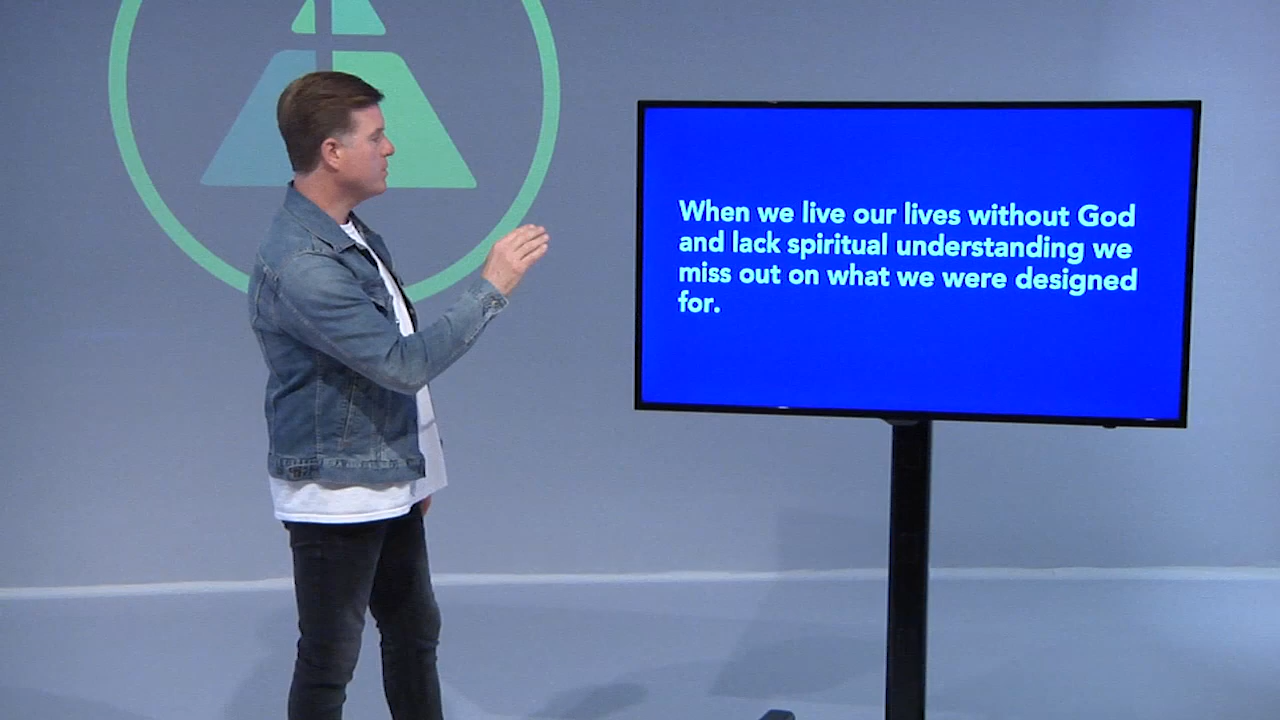 When we live our lives without God
and lack spiritual understanding we
miss out on what we were designed
for.